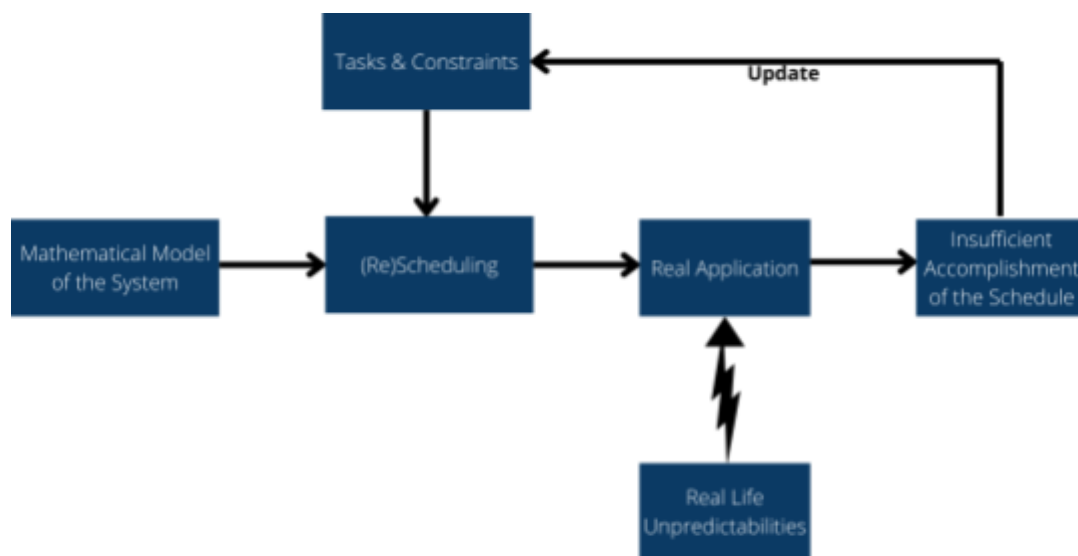 Tasks & Constraints
Update
Mathematical Model
of the System
(Re)Scheduling
Real Application
Insufficient
Accomplishment
of the Schedule
Real Life
Unpredictabilities